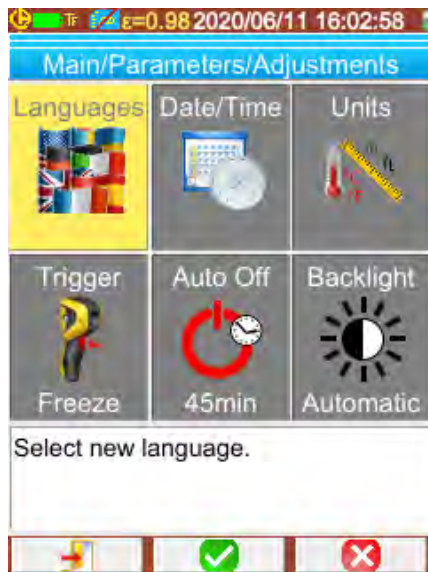 TF ε=0.98 2020/06/11 16:02:58
Main/Parameters/Adjustments
Languages Date/Time Units
Trigger Auto Off Backlight
Freeze 45min Automatic
Select new language.